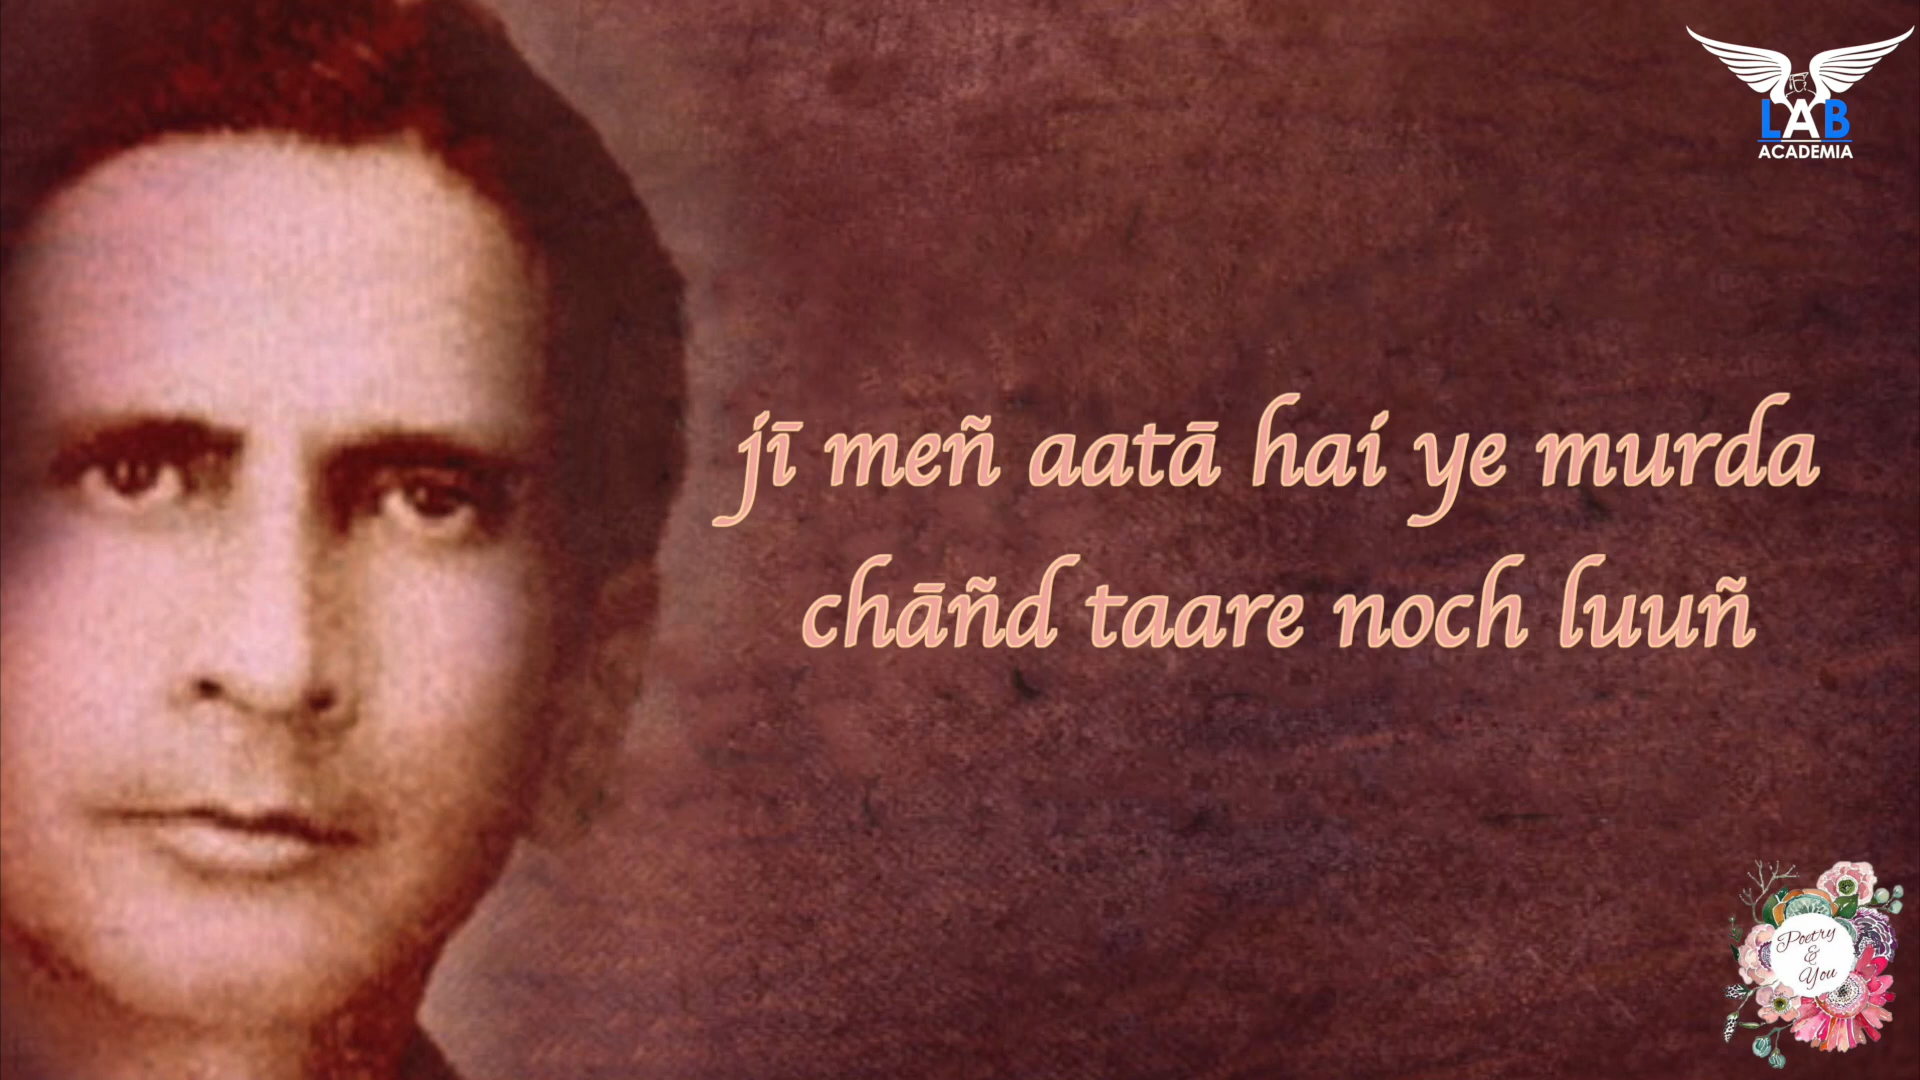 LAB
ACADEMIA
jī meñ aatā hai ye murda
chāñd taare noch luuñ
Poetry
&
You